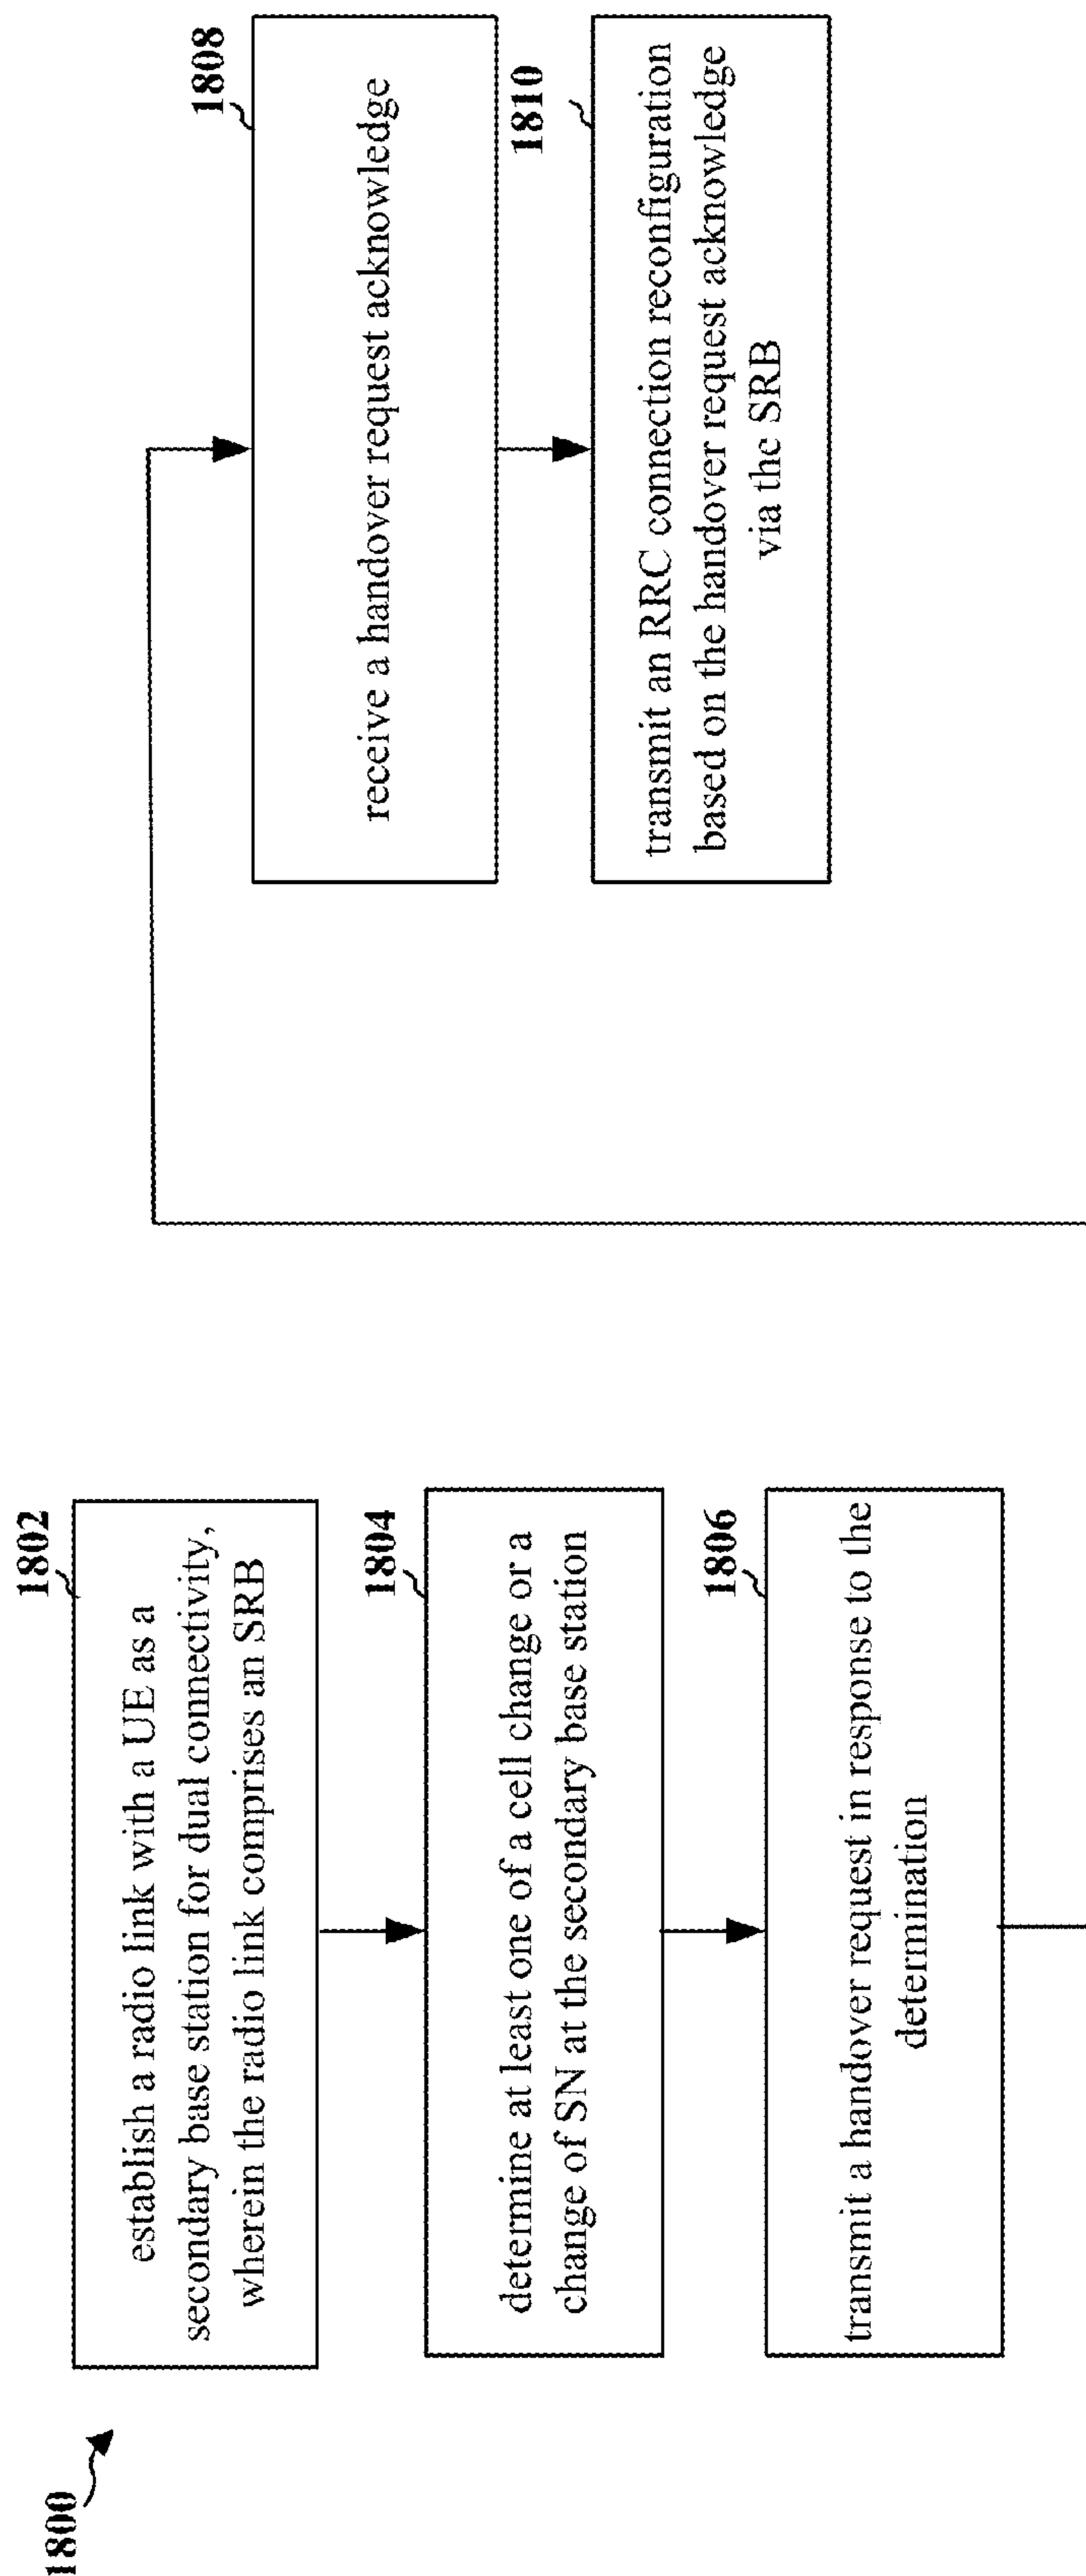 1800
1802
establish a radio link with a UE as a
secondary base station for dual connectivity,
wherein the radio link comprises an SRB
1804
determine at least one of a cell change or a
change of SN at the secondary base station
1806
transmit a handover request in response to the
determination
1808
receive a handover request acknowledge
1810
transmit an RRC connection reconfiguration
based on the handover request acknowledge
via the SRB